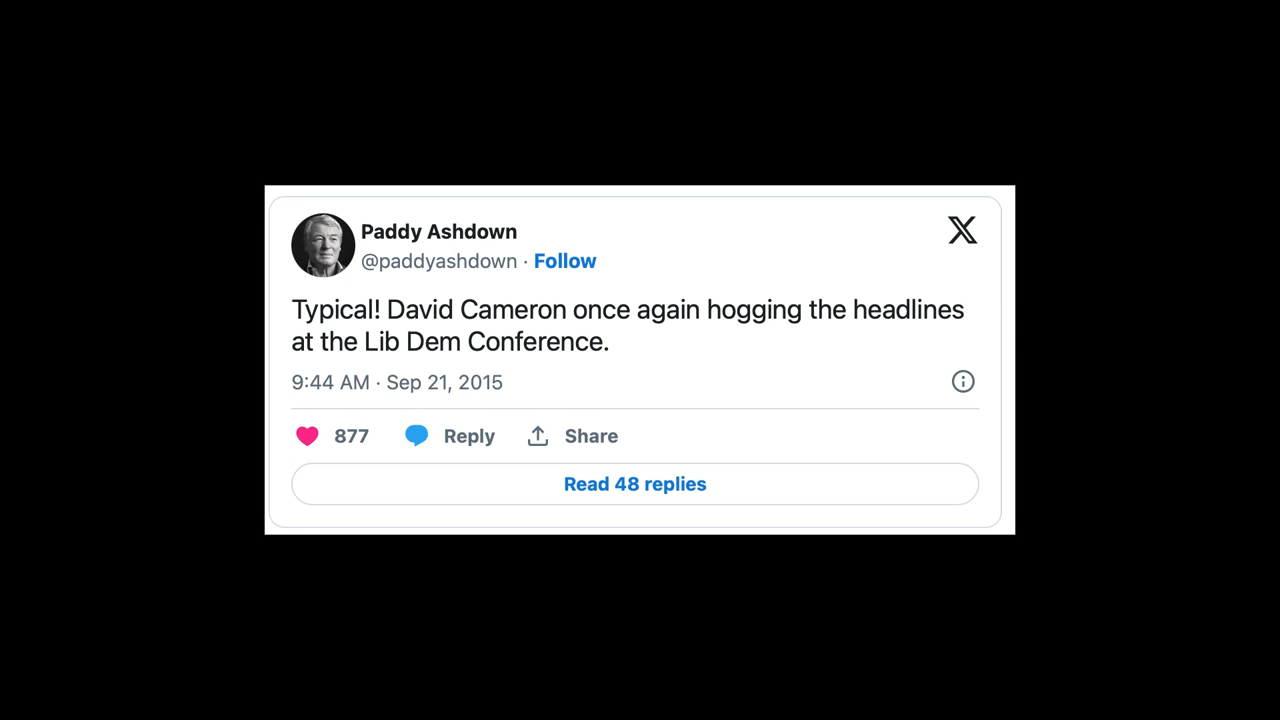 Paddy Ashdown
@paddyashdown · Follow
Typical! David Cameron once again hogging the headlines
at the Lib Dem Conference.
9:44 AM · Sep 21, 2015
877 Reply Share
Read 48 replies